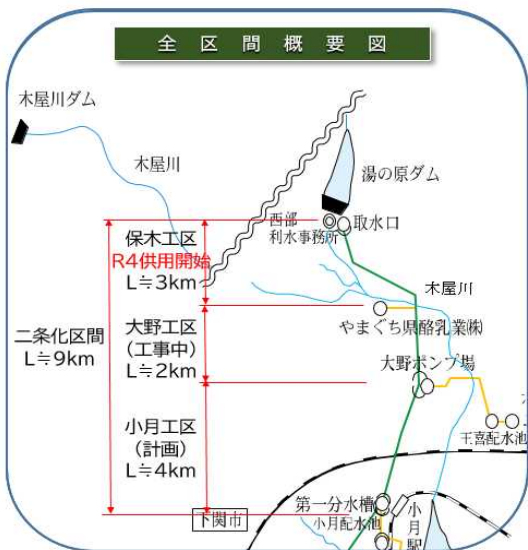 全区間概要図
木屋川ダム
木屋川
湯の原ダム
西部
利水事務所
取水口
保木工区
R4供用開始
L≒3km
木屋川
やまぐち県酪乳業㈱
二条化区間
L≒9km
大野工区
(工事中)
L≒2km
大野ポンプ場
小月工区
(計画)
L≒4km
王喜配水池
第一分水槽
小月配水池
小月駅
下関市